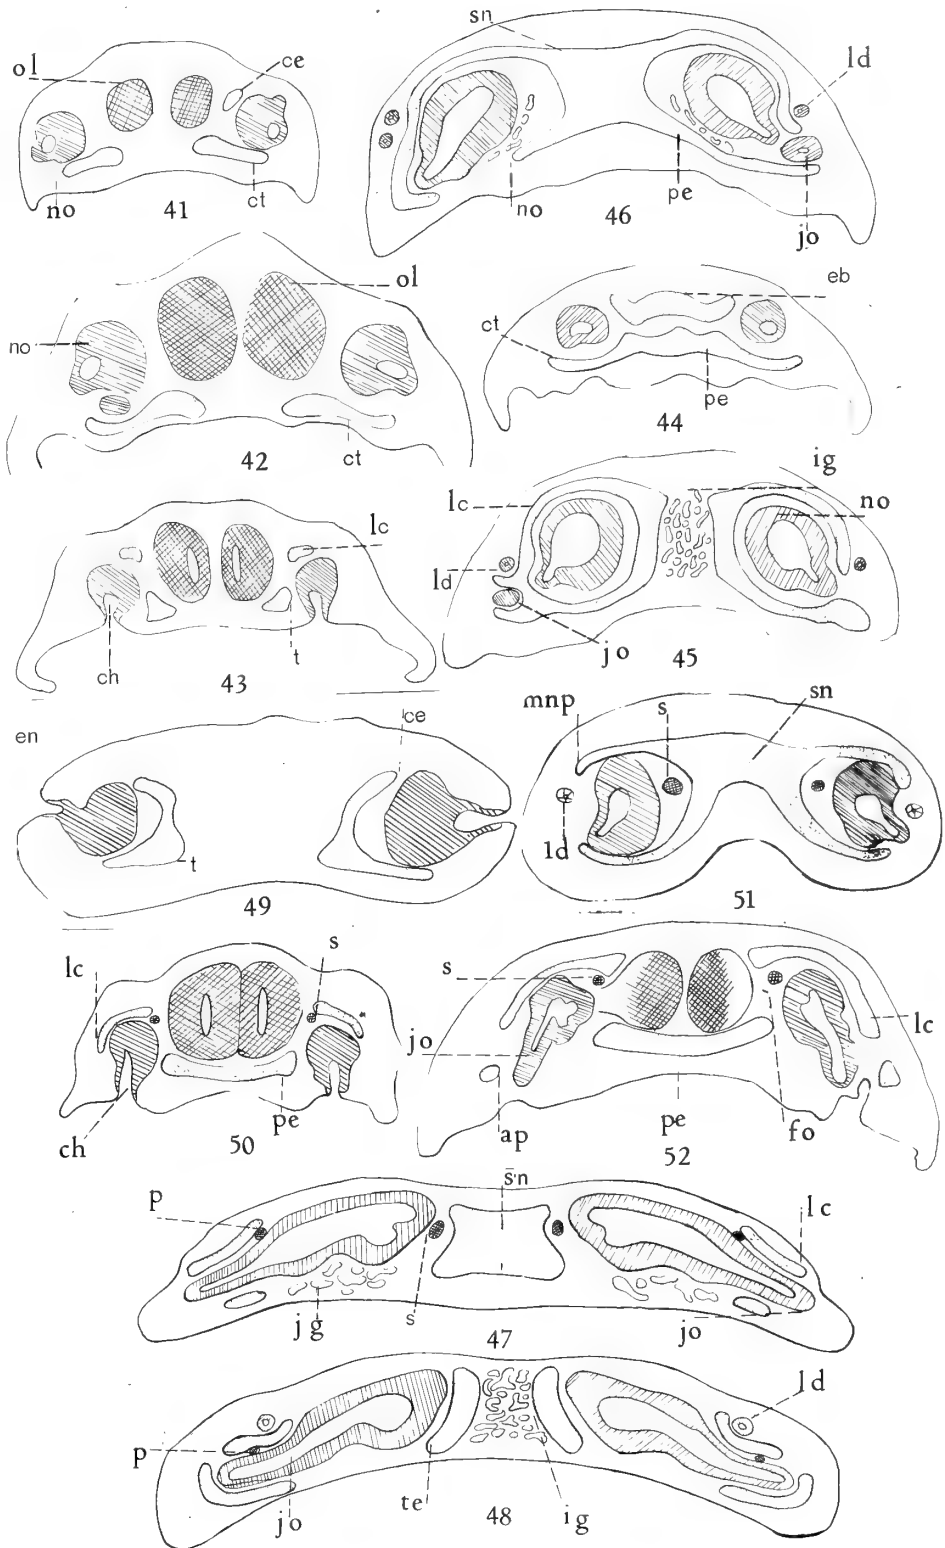 sn
ol
ce
ld
no
41
ct
no
46
pe
jo
ol
no
eb
ct
pe
44
42
ct
ig
lc
no
lc
ld
ch
43
t
jo
45
en
ce
mnp
s
sn
t
49
ld
51
lc
s
s
jo
lc
ch
50
pe
ap
pe
52
fo
sn
p
lc
jg
s
47
jo
ld
p
jo
te
48
ig